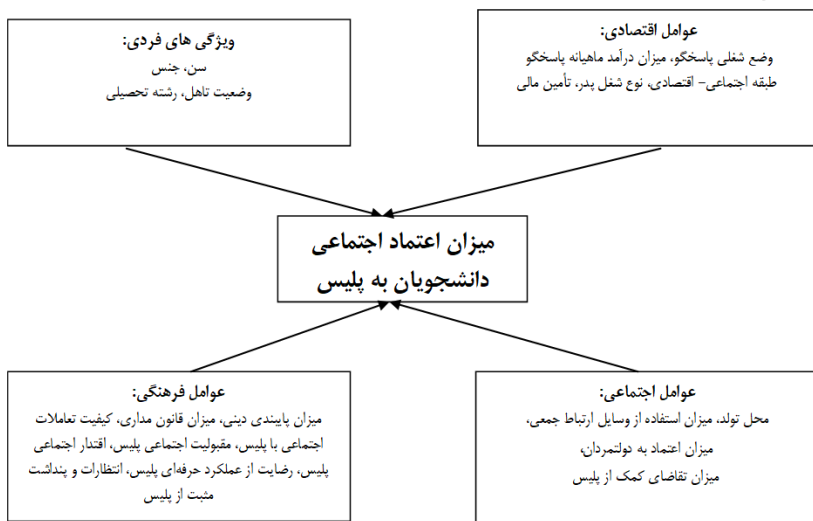 عوامل اقتصادی:
وضع شغلی پاسخگو، میزان درآمد ماهیانه پاسخگو
طبقه اجتماعی- اقتصادی، نوع شغل پدر، تأمین مالی
ویژگی های فردی:
سن، جنس
وضعیت تاهل، رشته تحصیلی
میزان اعتماد اجتماعی
دانشجویان به پلیس
عوامل اجتماعی:
محل تولد، میزان استفاده از وسایل ارتباط جمعی،
میزان اعتماد به دولتمردان،
میزان تقاضای کمک از پلیس
عوامل فرهنگی:
میزان پایبندی دینی، میزان قانون مداری، کیفیت تعاملات
اجتماعی با پلیس، مقبولیت اجتماعی پلیس، اقتدار اجتماعی
پلیس، رضایت از عملکرد حرفه‌ای پلیس، انتظارات و پنداشت
مثبت از پلیس